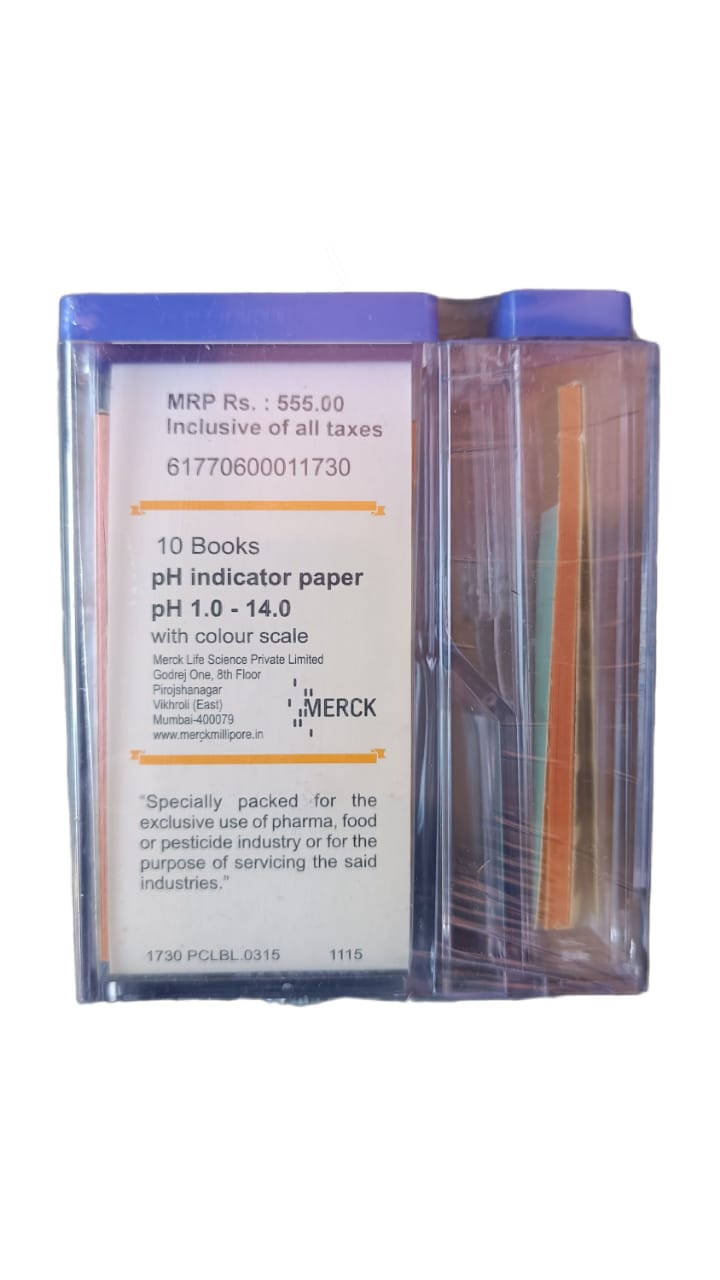 MRP Rs. : 555.00
Inclusive of all taxes
61770600011730
10 Books
pH indicator paper
pH 1.0 - 14.0
with colour scale
Merck Life Science Private Limited
Godrej One, 8th Floor
Pirojshanagar
Vikhroli (East)
Mumbai-400079
www.merckmillipore.in
MERCK
"Specially packed for the
exclusive use of pharma, food
or pesticide industry or for the
purpose of servicing the said
industries."
1730 PCLBL.0315 1115